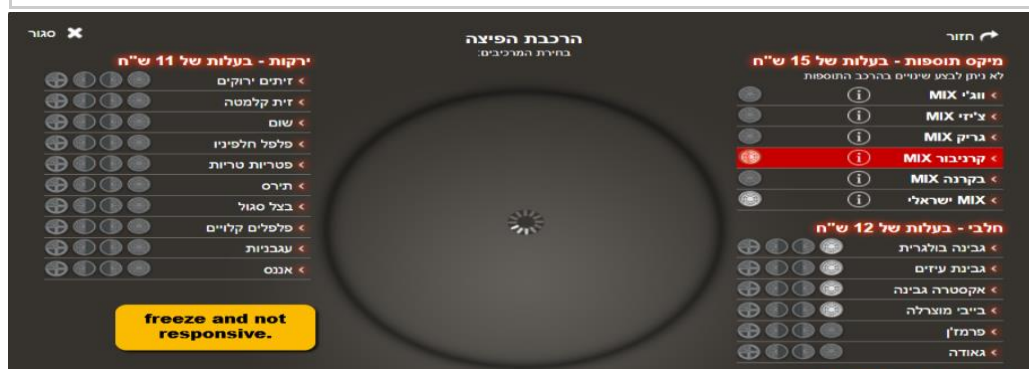 חזור
סגור
הרכבת הפיצה
בחירת המרכיבים:
מיקס תוספות - בעלות של 15 ש"ח
לא ניתן לבצע שינויים בהרכב התוספות
ווג'י MIX
צ'יזי MIX
גריק MIX
קרניבור MIX
בקרנה MIX
MIX ישראלי
חלבי - בעלות של 12 ש"ח
גבינה בולגרית
גבינת עיזים
אקסטרה גבינה
בייבי מוצרלה
פרמז'ן
גאודה
ירקות - בעלות של 11 ש"ח
זיתים ירוקים
זית קלמטה
שום
פלפל חלפיניו
פטריות טריות
תירס
בצל סגול
פלפלים קלויים
עגבניות
אננס
freeze and not
responsive.